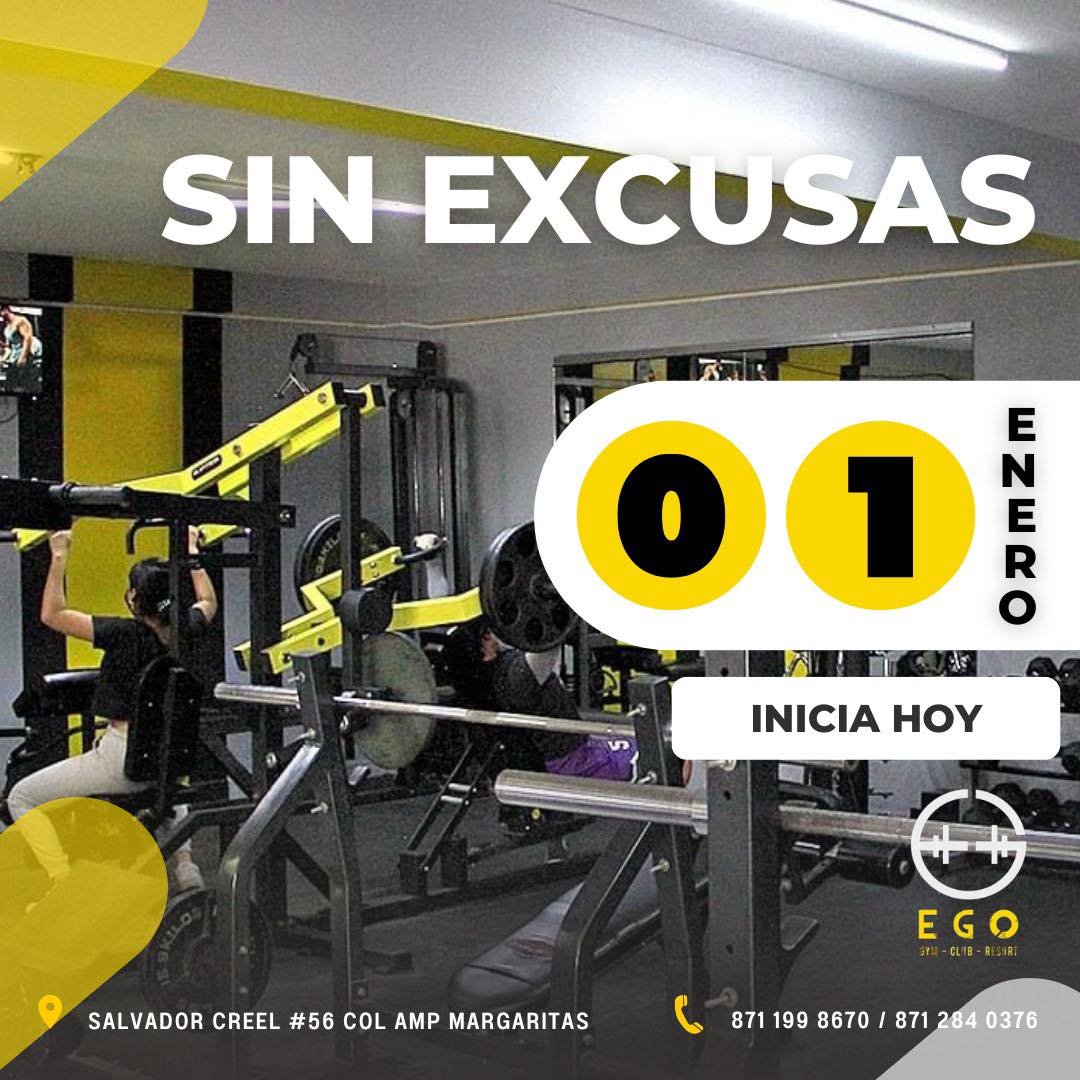 SIN EXCUSAS
01
ENERO
INICIA HOY
EGO
GYM - CLUB - RESORT
SALVADOR CREEL #56 COL AMP MARGARITAS
871 199 8670 / 871 284 0376